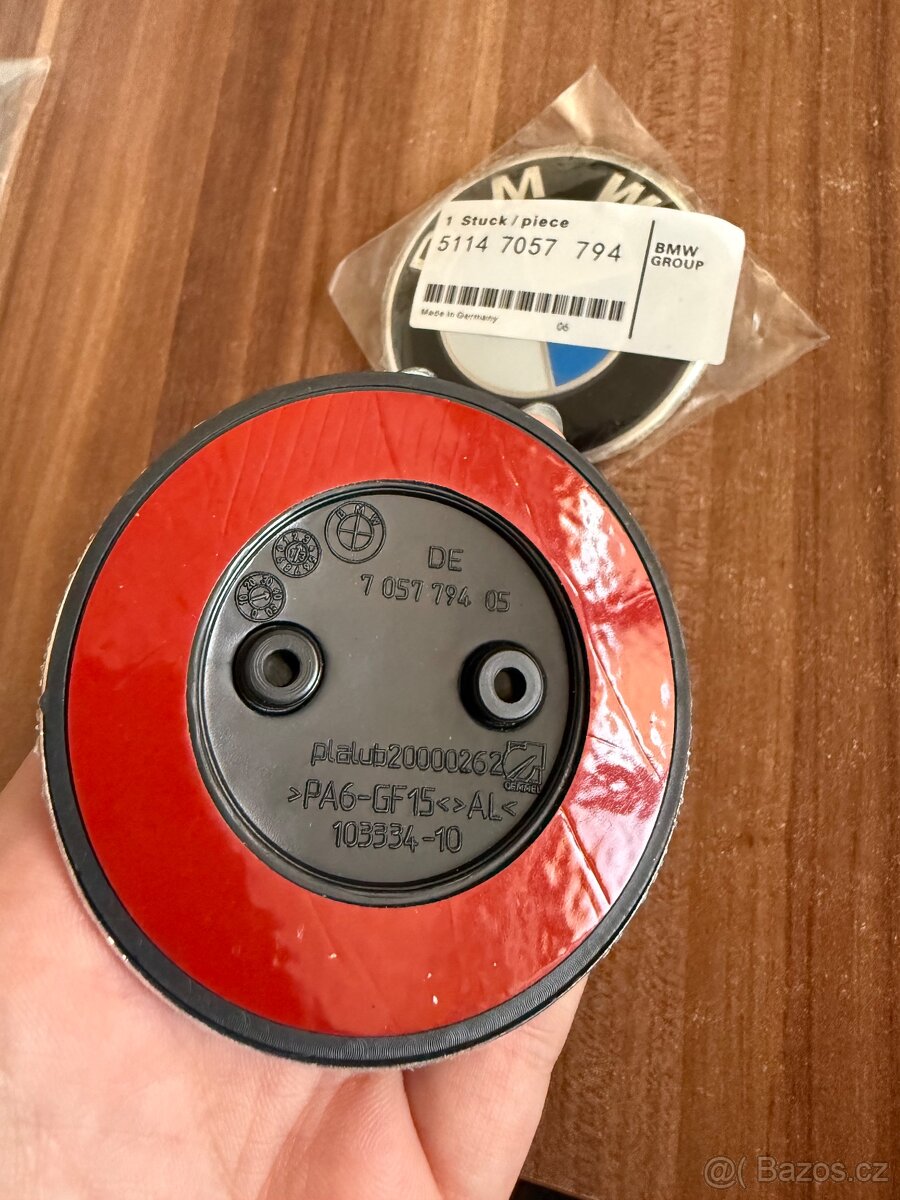 M W
1 Stuck/piece
5114 7057 794
BMW
GROUP
Made in Germany
06
BMW
DE
7 057 794 05
plalub20000262
>PA6-GF15<>AL<
103334-10
@( Bazos.cz